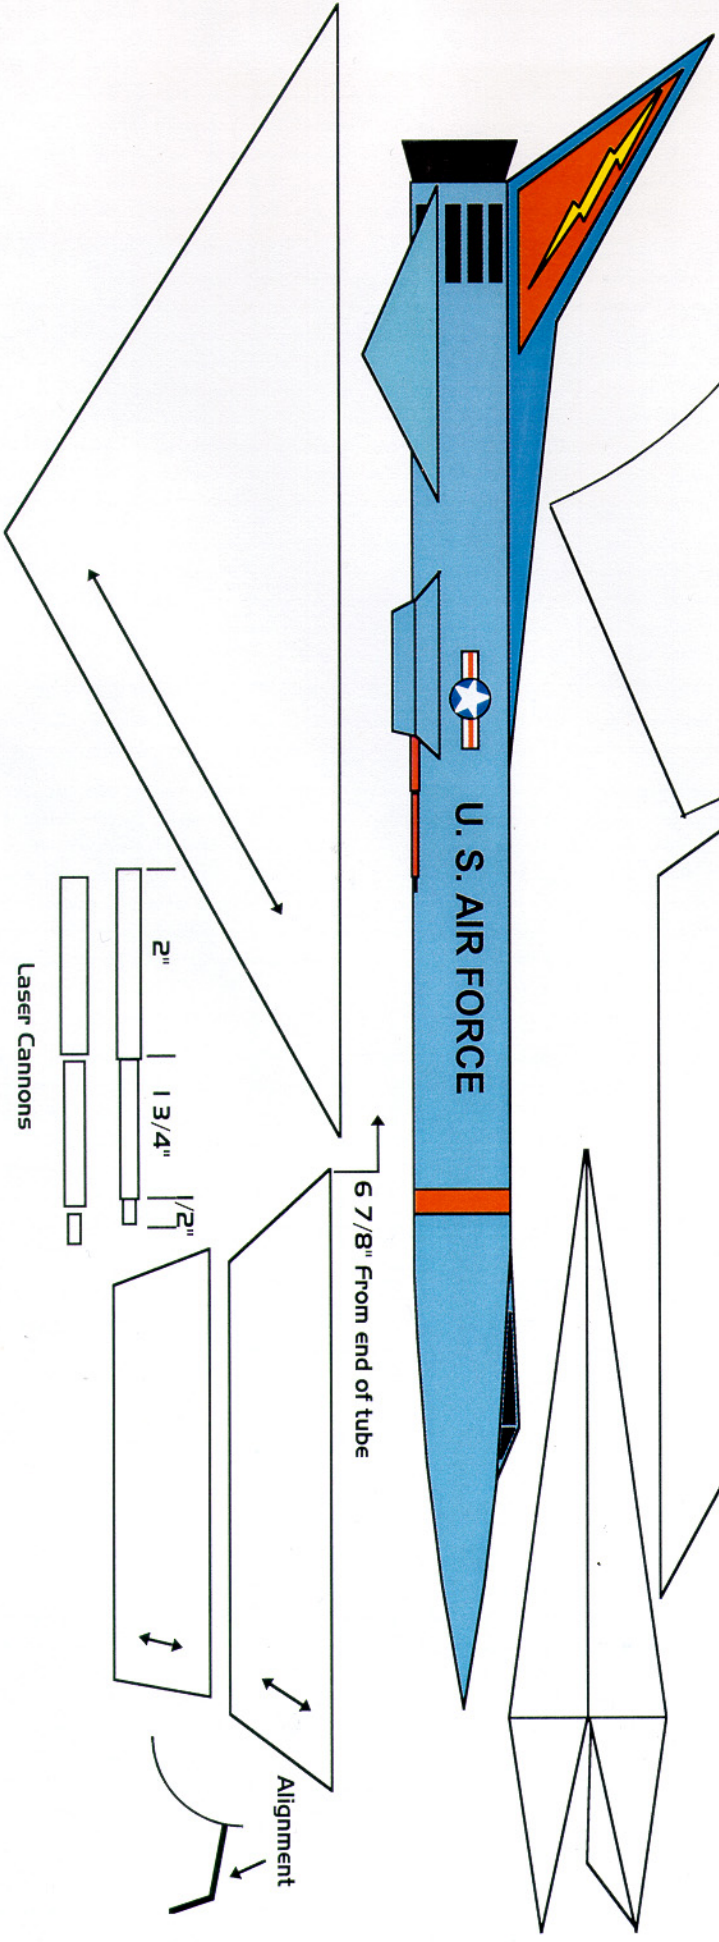 U. S. AIR FORCE
6 7/8" From end of tube
2"
1 3/4"
1/2"
Laser Cannons
Alignment